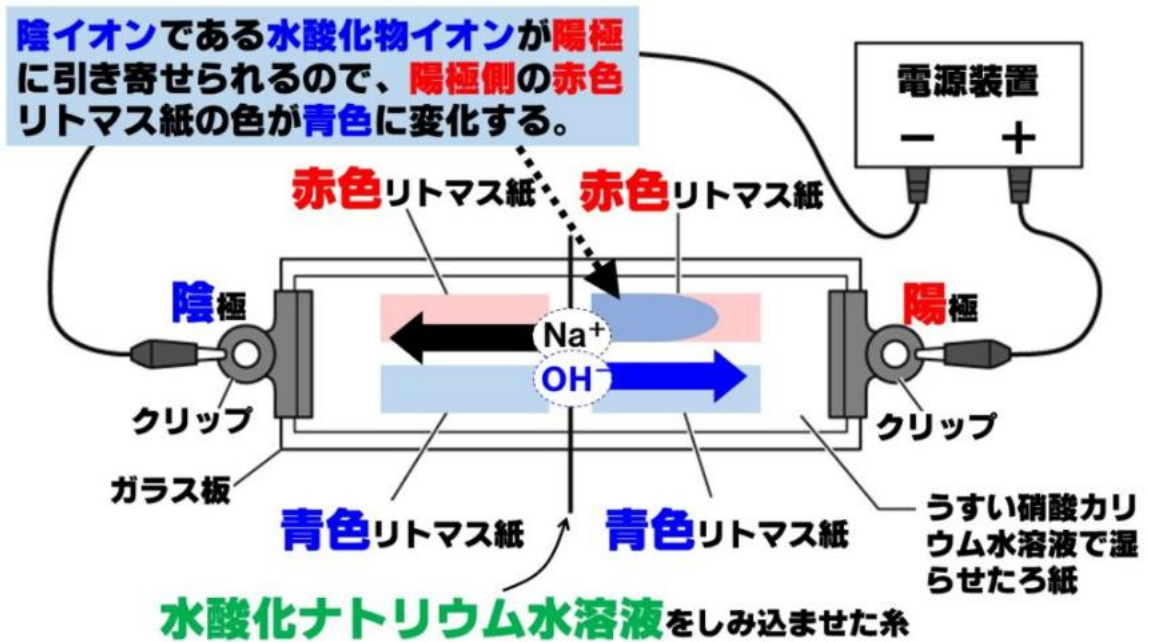 陰イオンである水酸化物イオンが陽極
に引き寄せられるので、陽極側の赤色
リトマス紙の色が青色に変化する。
電源装置
− +
赤色リトマス紙
赤色リトマス紙
陰極
陽極
Na⁺
OH⁻
クリップ
クリップ
ガラス板
青色リトマス紙
青色リトマス紙
うすい硝酸カリ
ウム水溶液で湿
らせたろ紙
水酸化ナトリウム水溶液をしみ込ませた糸